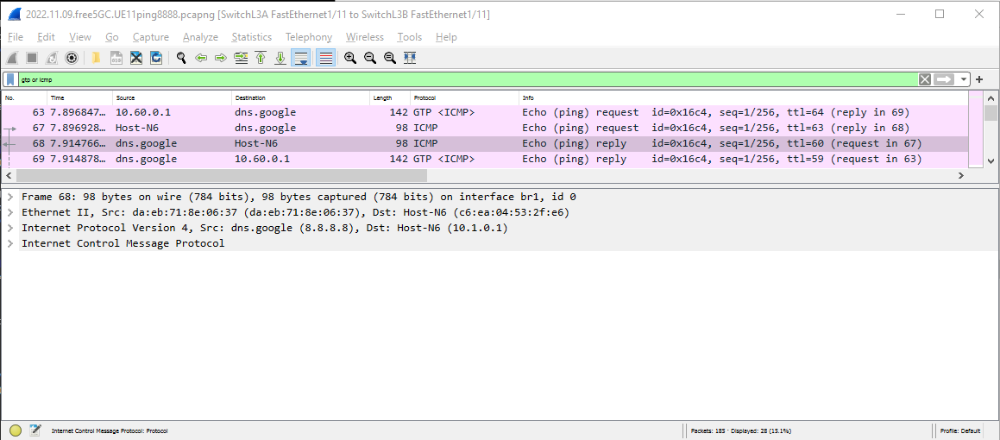 2022.11.09.free5GC.UE11ping8888.pcapng [SwitchL3A FastEthernet1/11 to SwitchL3B FastEthernet1/11]
File Edit View Go Capture Analyze Statistics Telephony Wireless Tools Help
gtp or icmp
No. Time Source Destination Length Protocol Info
63 7.896847… 10.60.0.1 dns.google 142 GTP <ICMP> Echo (ping) request id=0x16c4, seq=1/256, ttl=64 (reply in 69)
67 7.896928… Host-N6 dns.google 98 ICMP Echo (ping) request id=0x16c4, seq=1/256, ttl=63 (reply in 68)
68 7.914766… dns.google Host-N6 98 ICMP Echo (ping) reply id=0x16c4, seq=1/256, ttl=60 (request in 67)
69 7.914878… dns.google 10.60.0.1 142 GTP <ICMP> Echo (ping) reply id=0x16c4, seq=1/256, ttl=59 (request in 63)
Frame 68: 98 bytes on wire (784 bits), 98 bytes captured (784 bits) on interface br1, id 0
Ethernet II, Src: da:eb:71:8e:06:37 (da:eb:71:8e:06:37), Dst: Host-N6 (c6:ea:04:53:2f:e6)
Internet Protocol Version 4, Src: dns.google (8.8.8.8), Dst: Host-N6 (10.1.0.1)
Internet Control Message Protocol
Internet Control Message Protocol: Protocol Packets: 185 · Displayed: 28 (15.1%) Profile: Default